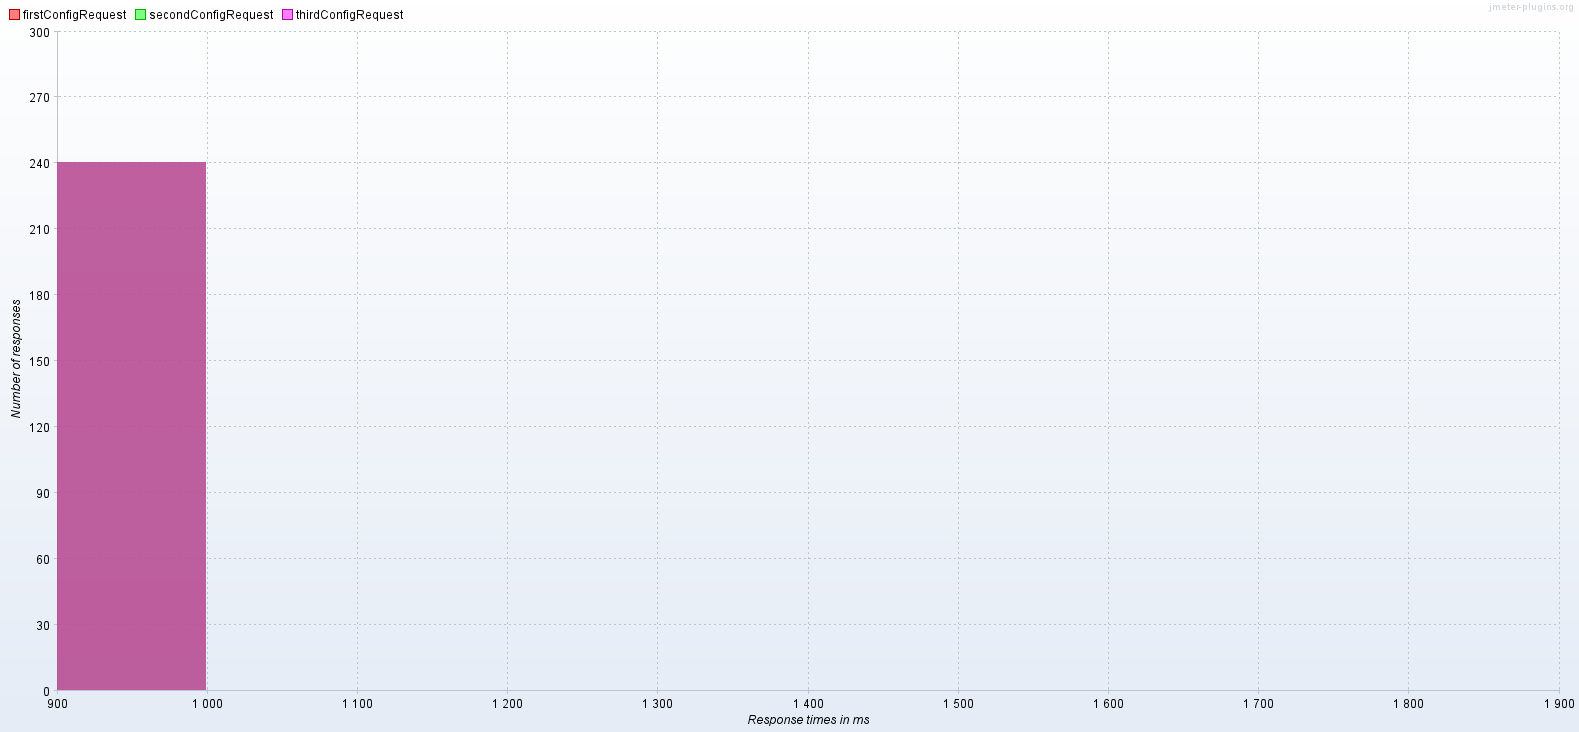 firstConfigRequest secondConfigRequest thirdConfigRequest
jmeter-plugins.org
300
270
240
210
180
150
120
90
60
30
0
Number of responses
900 1 000 1 100 1 200 1 300 1 400 1 500 1 600 1 700 1 800 1 900
Response times in ms